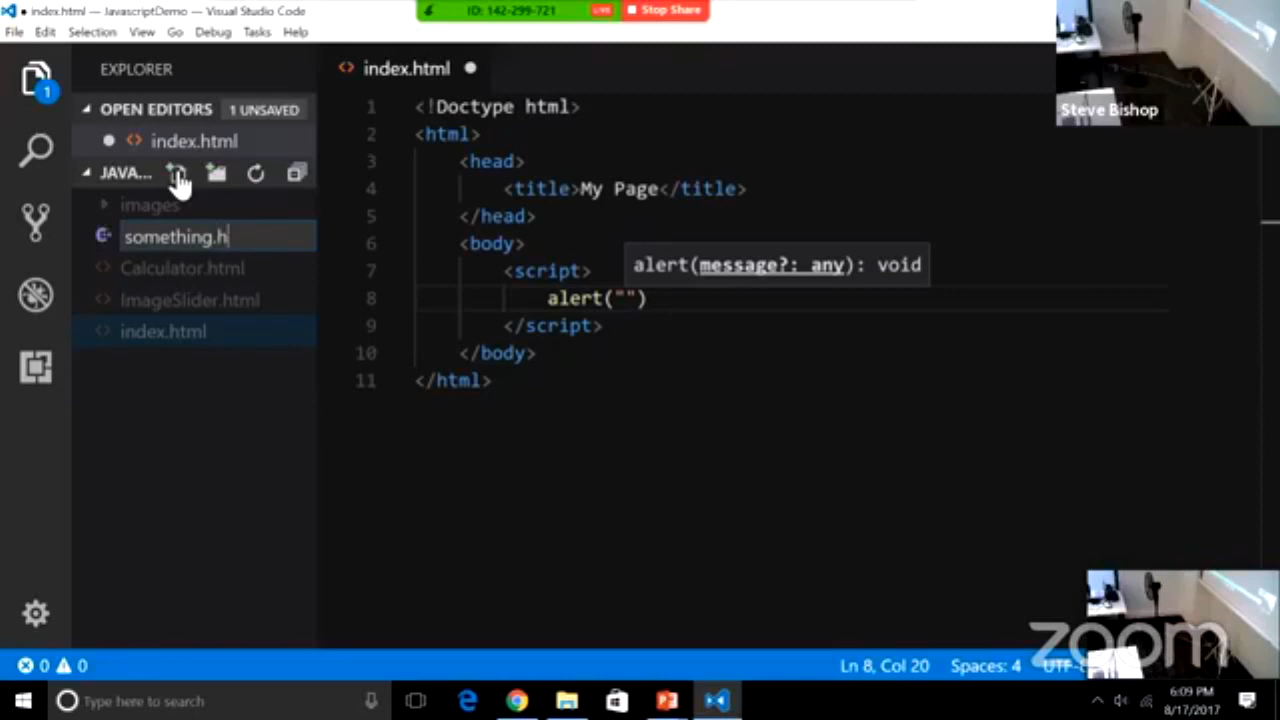 index.html — JavascriptDemo — Visual Studio Code
ID: 142-299-721 LIVE Stop Share
File Edit Selection View Go Debug Tasks Help
Steve Bishop
EXPLORER
OPEN EDITORS 1 UNSAVED
index.html
JAVA...
images
something.h
Calculator.html
ImageSlider.html
index.html
1
index.html
1 <!Doctype html>
2 <html>
3 <head>
4 <title>My Page</title>
5 </head>
6 <body>
7 <script>
alert(message?: any): void
8 alert("")
9 </script>
10 </body>
11 </html>
zoom
0 0 Ln 8, Col 20 Spaces: 4
Type here to search
6:09 PM
8/17/2017